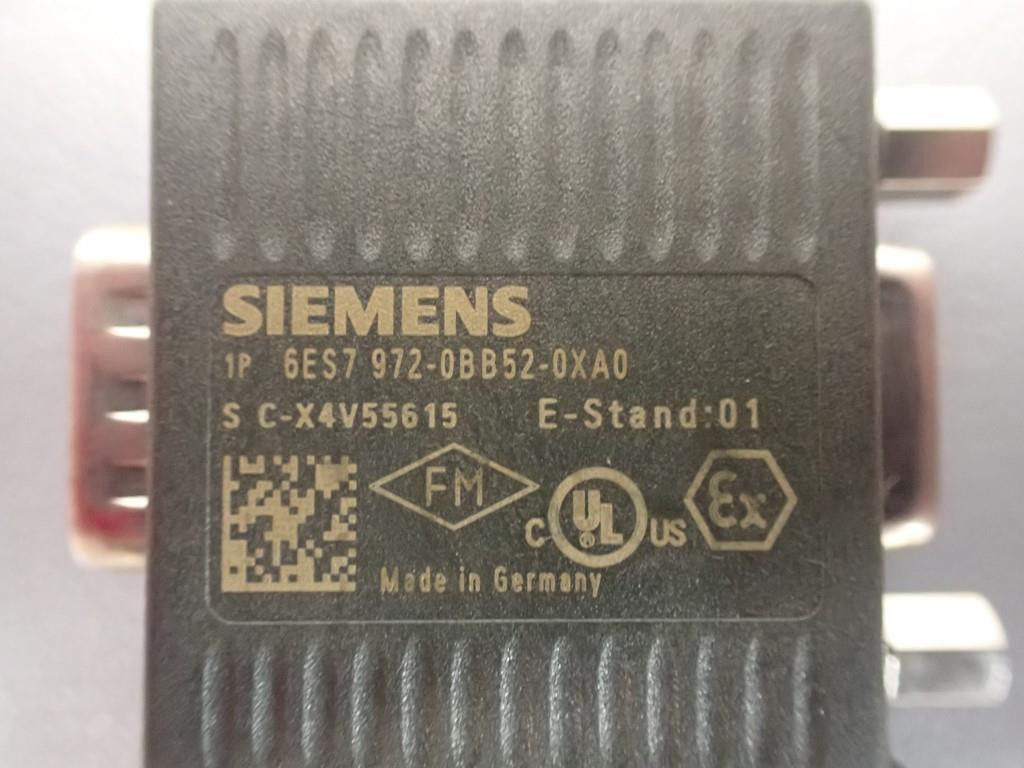 SIEMENS
1P 6ES7 972-0BB52-0XA0
S C-X4V55615 E-Stand:01
FM
C UL ® US
Ex
Made in Germany